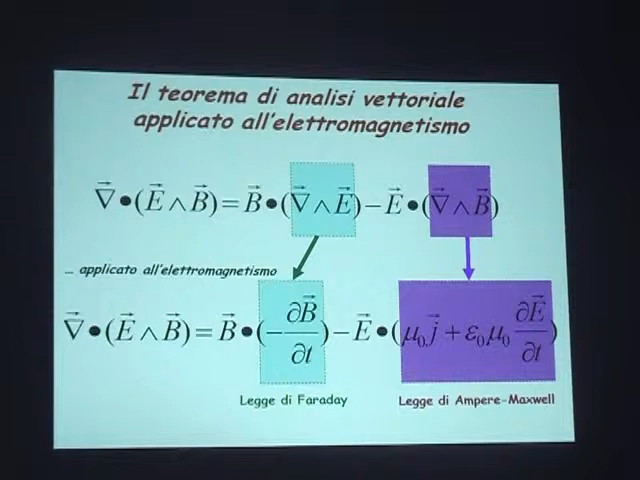 Il teorema di analisi vettoriale
applicato all'elettromagnetismo
∇⃗•(E⃗∧B⃗)=B⃗•(∇⃗∧E⃗)−E⃗•(∇⃗∧B⃗)
... applicato all'elettromagnetismo
∇⃗•(E⃗∧B⃗)=B⃗•(−∂B⃗/∂t)−E⃗•(μ₀j⃗+ε₀μ₀∂E⃗/∂t)
Legge di Faraday
Legge di Ampere-Maxwell